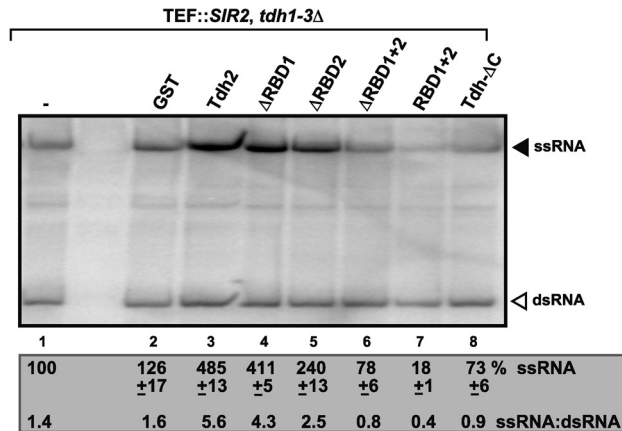 TEF::SIR2, tdh1-3Δ
- GST Tdh2 ΔRBD1 ΔRBD2 ΔRBD1+2 RBD1+2 Tdh-ΔC
ssRNA
dsRNA
1 2 3 4 5 6 7 8
100 126 485 411 240 78 18 73 % ssRNA
±17 ±13 ±5 ±13 ±6 ±1 ±6
1.4 1.6 5.6 4.3 2.5 0.8 0.4 0.9 ssRNA:dsRNA